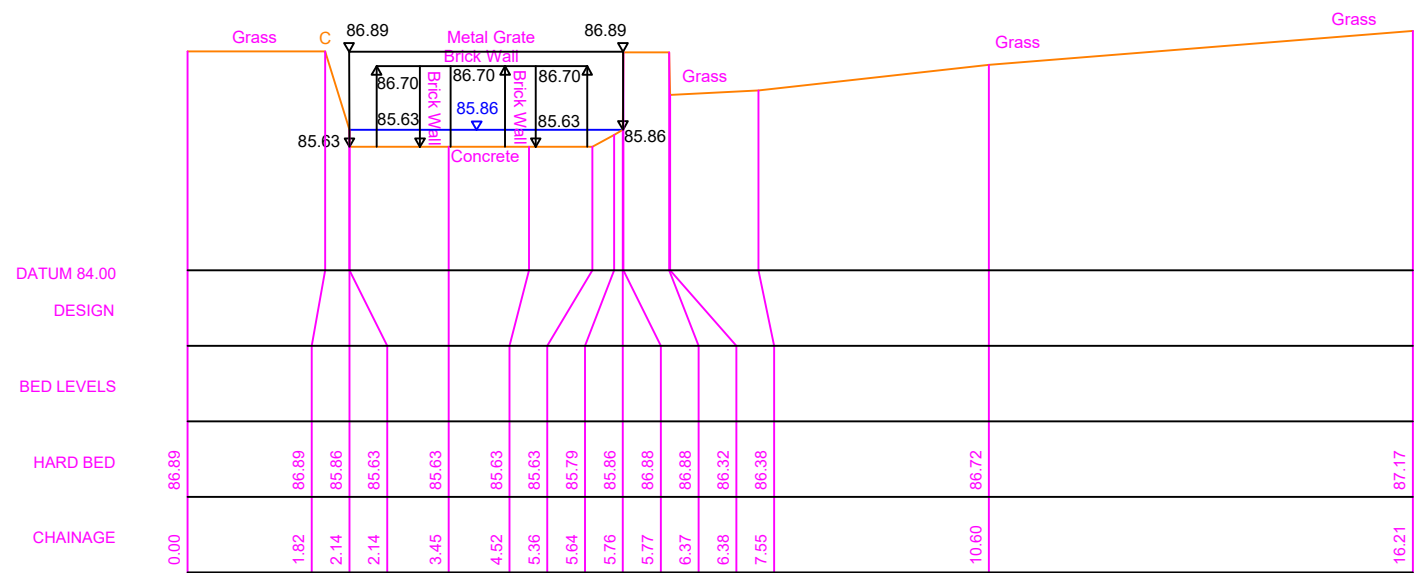 Grass
86.89
86.89
Grass
C
Metal Grate
Grass
Brick Wall
Grass
86.70
Brick Wall
86.70
Brick Wall
86.70
85.86
85.63
85.63
85.63
85.86
Concrete
DATUM 84.00
DESIGN
BED LEVELS
HARD BED
86.89
86.89
85.86
85.63
85.63
85.63
85.63
85.79
85.86
86.88
86.88
86.32
86.38
86.72
87.17
CHAINAGE
0.00
1.82
2.14
2.14
3.45
4.52
5.36
5.64
5.76
5.77
6.37
6.38
7.55
10.60
16.21